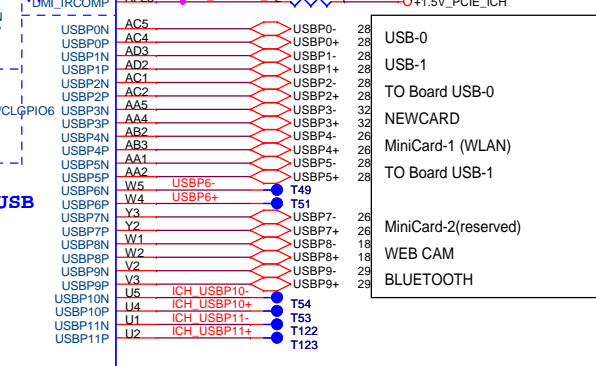 DMI_IRCOMP
+1.5V_PCIE_ICH
USBP0N AC5 USBP0- 28 USB-0
USBP0P AC4 USBP0+ 28
USBP1N AD3 USBP1- 28 USB-1
USBP1P AD2 USBP1+ 28
USBP2N AC1 USBP2- 28 TO Board USB-0
USBP2P AC2 USBP2+ 28
/CLGPIO6 USBP3N AA5 USBP3- 32 NEWCARD
USBP3P AA4 USBP3+ 32
USBP4N AB2 USBP4- 26 MiniCard-1 (WLAN)
USBP4P AB3 USBP4+ 26
USBP5N AA1 USBP5- 28 TO Board USB-1
USBP5P AA2 USBP5+ 28
USBP6N W5 USBP6- T49
USB USBP6P W4 USBP6+ T51
USBP7N Y3 USBP7- 26 MiniCard-2(reserved)
USBP7P Y2 USBP7+ 26
USBP8N W1 USBP8- 18 WEB CAM
USBP8P W2 USBP8+ 18
USBP9N V2 USBP9- 29 BLUETOOTH
USBP9P V3 USBP9+ 29
USBP10N U5 ICH_USBP10- T54
USBP10P U4 ICH_USBP10+ T53
USBP11N U1 ICH_USBP11- T122
USBP11P U2 ICH_USBP11+ T123